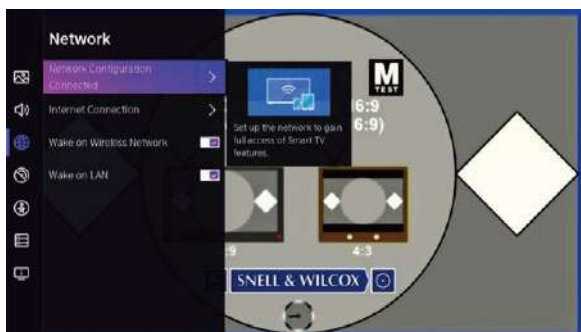 Network
Network Configuration
Connected
Internet Connection
Wake on Wireless Network
Wake on LAN
Set up the network to gain
full access of Smart TV
features.
M
TEST
6:9
6:9)
:9
4:3
SNELL & WILCOX